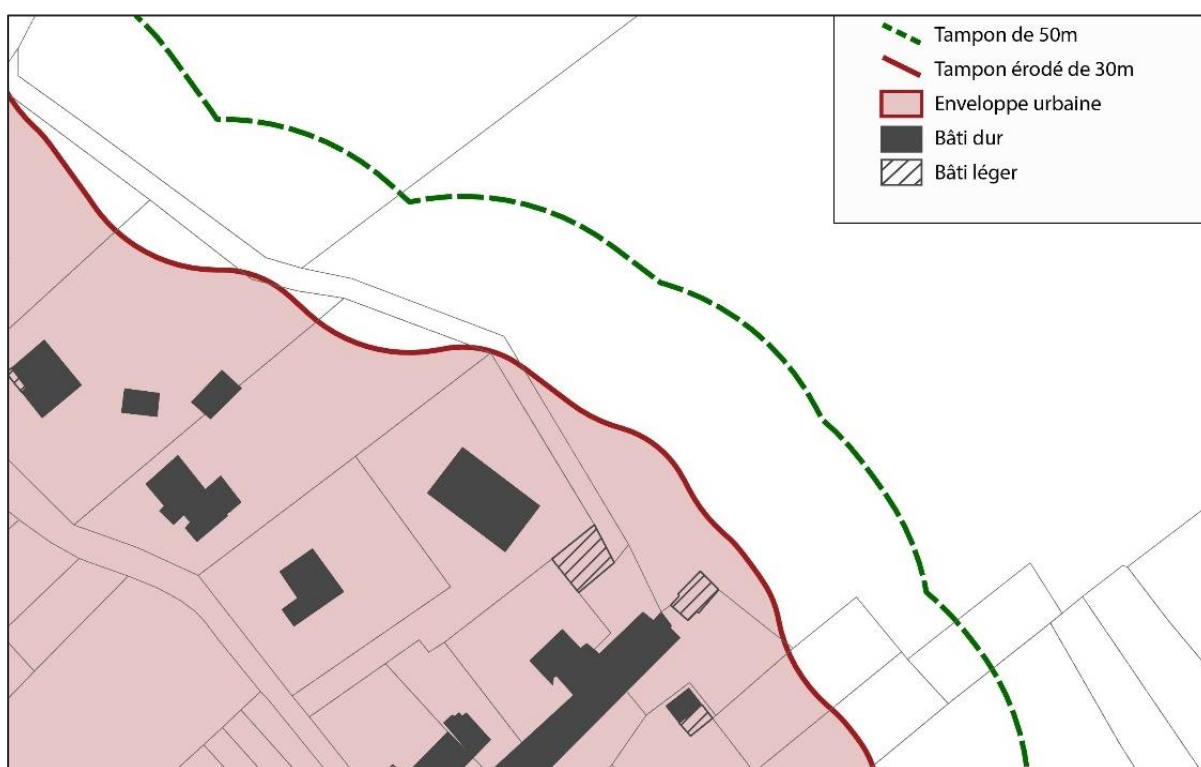 Tampon de 50m
Tampon érodé de 30m
Enveloppe urbaine
Bâti dur
Bâti léger